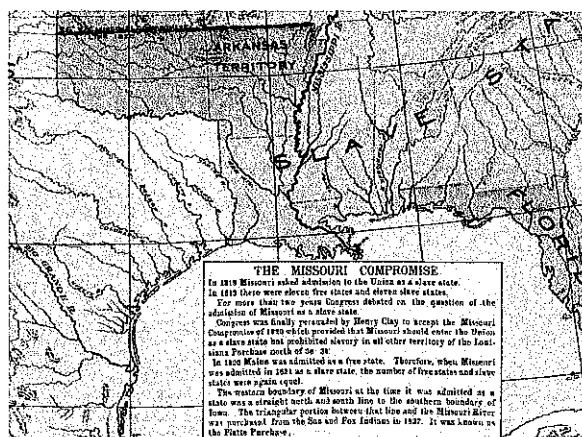 ARKANSAS
TERRITORY
SLAVE ST
FLOR
THE MISSOURI COMPROMISE
In 1819 Missouri asked admission to the Union as a slave state.
In 1819 there were eleven free states and eleven slave states.
For more than two years Congress debated on the question of the
admission of Missouri as a slave state.
Congress was finally persuaded by Henry Clay to accept the Missouri
Compromise of 1820 which provided that Missouri should enter the Union
as a slave state but prohibited slavery in all other territory of the Loui-
siana Purchase north of 36° 30'
In 1820 Maine was admitted as a free state. Therefore, when Missouri
was admitted in 1821 as a slave state, the number of free states and slave
states were again equal.
The western boundary of Missouri at the time it was admitted as a
state was a straight north and south line to the southern boundary of
Iowa. The triangular portion between that line and the Missouri River
was purchased from the Sac and Fox Indians in 1837. It was known as
the Platte Purchase.